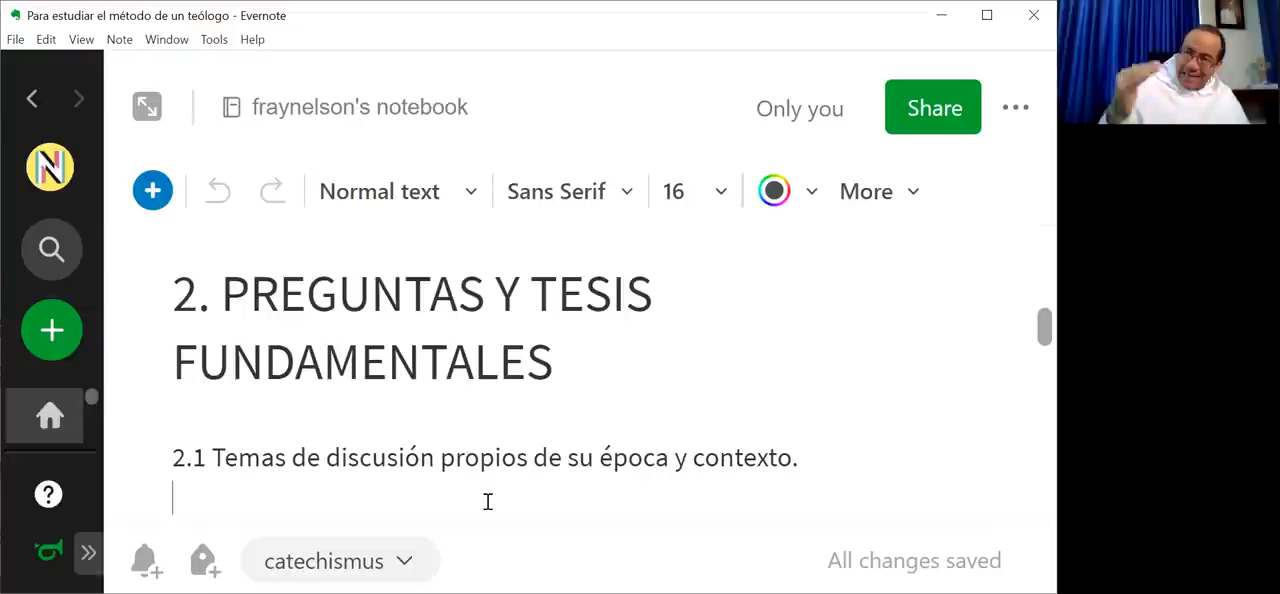 Para estudiar el método de un teólogo - Evernote
File Edit View Note Window Tools Help
fraynelson's notebook
Only you
Share
Normal text
Sans Serif
16
More
2. PREGUNTAS Y TESIS
FUNDAMENTALES
2.1 Temas de discusión propios de su época y contexto.
catechismus
All changes saved